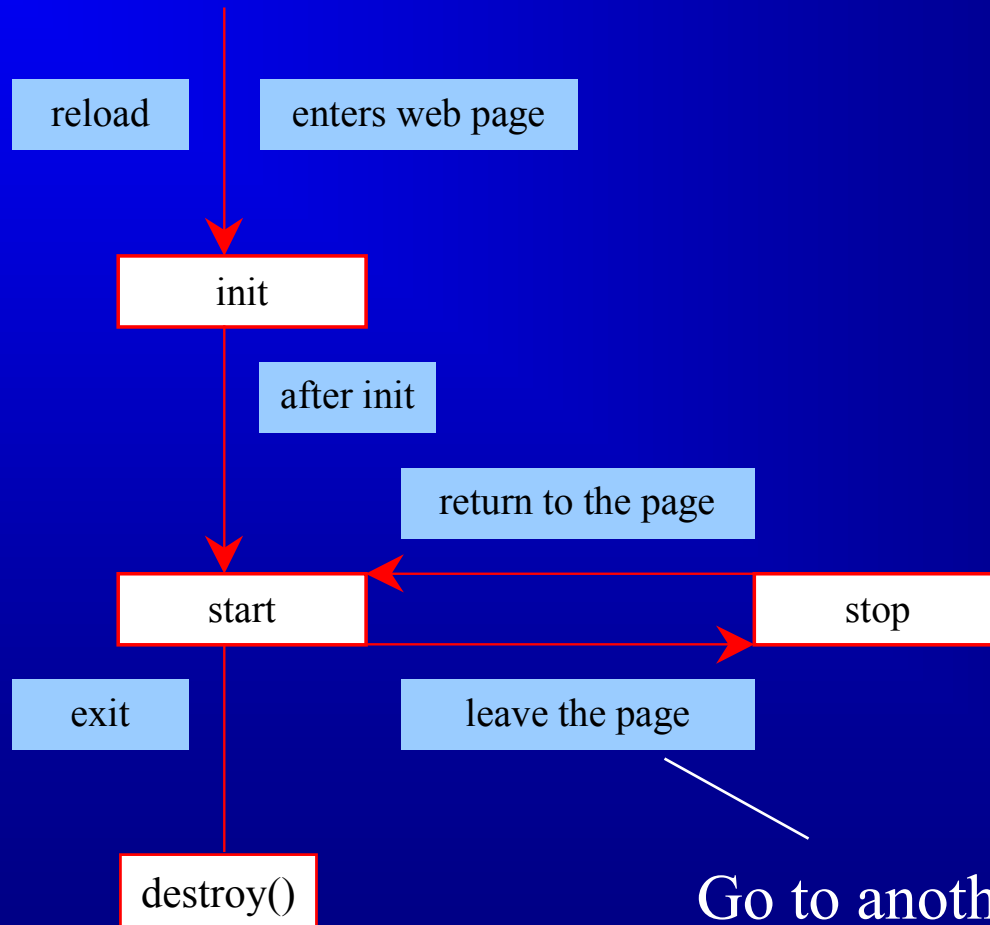 reload
enters web page
init
after init
return to the page
start
stop
exit
leave the page
destroy()
Go to anoth